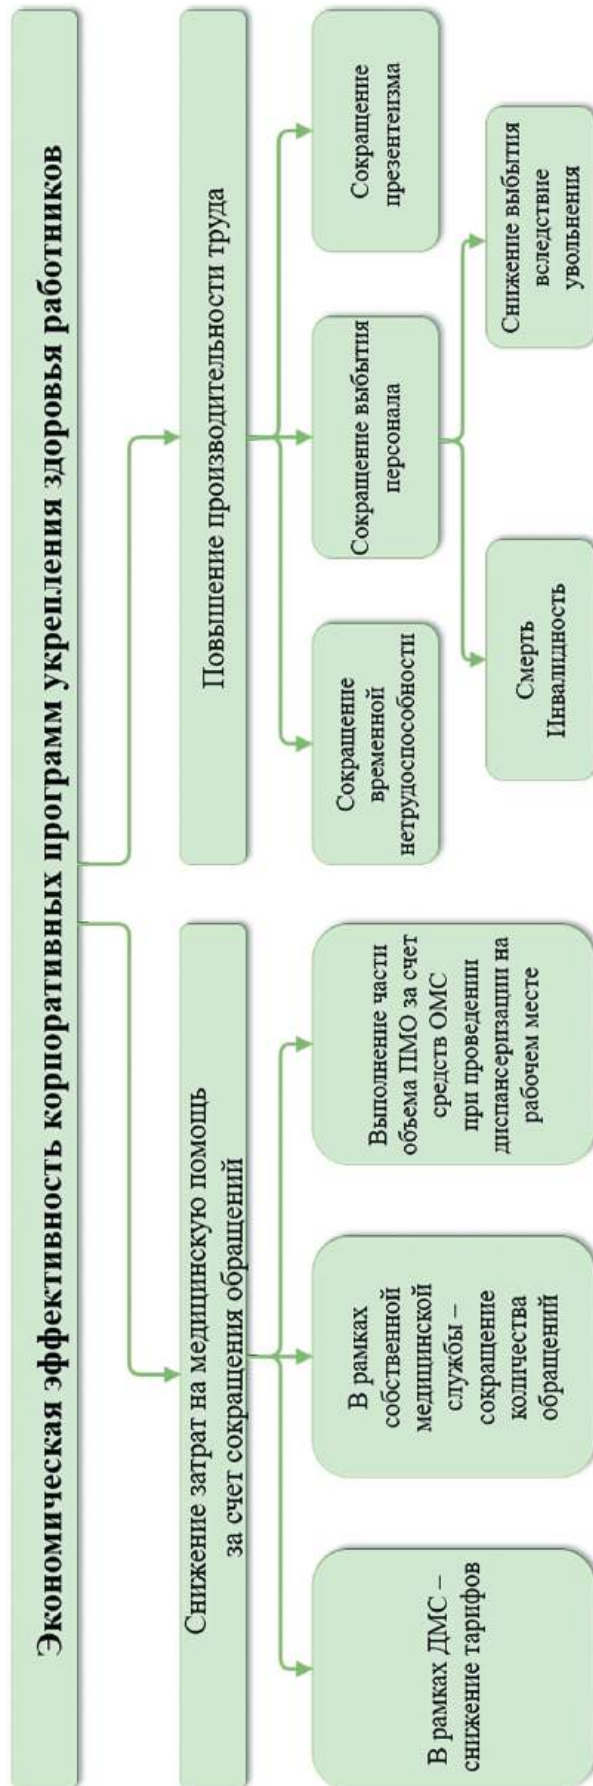 Экономическая эффективность корпоративных программ укрепления здоровья работников
Снижение затрат на медицинскую помощь
за счет сокращения обращений
Повышение производительности труда
В рамках ДМС –
снижение тарифов
В рамках
собственной
медицинской
службы –
сокращение
количества
обращений
Выполнение части
объема ПМО за счет
средств ОМС
при проведении
диспансеризации на
рабочем месте
Сокращение
временной
нетрудоспособности
Сокращение выбытия
персонала
Сокращение
презентеизма
Смерть
Инвалидность
Снижение выбытия
вследствие
увольнения